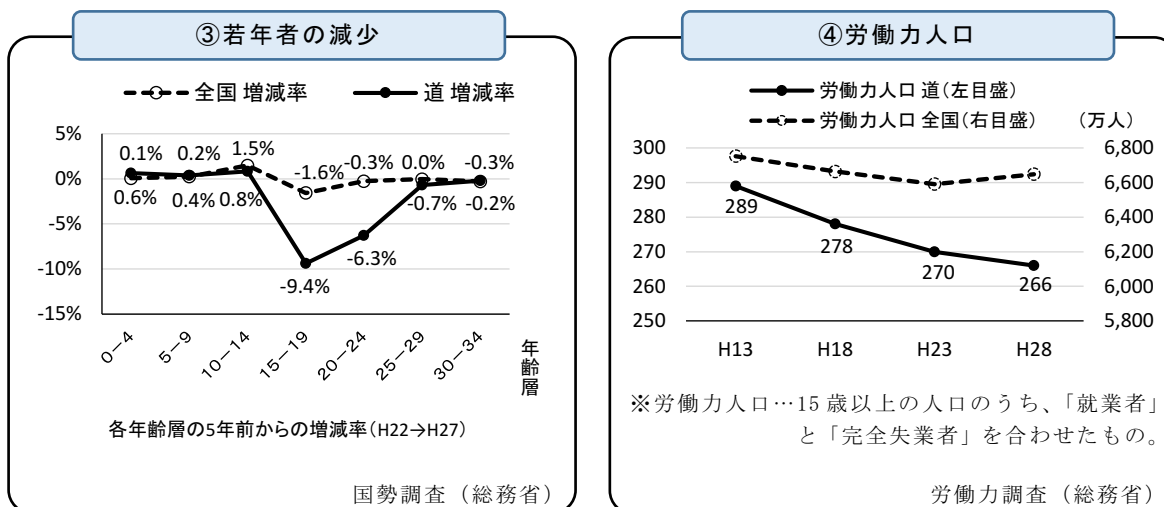 ③若年者の減少
全国 増減率
道 増減率
5%
0%
-5%
-10%
-15%
0.1%
0.2%
1.5%
-1.6%
-0.3%
0.0%
-0.3%
0.6%
0.4%
0.8%
-9.4%
-6.3%
-0.7%
-0.2%
0－4
5－9
10－14
15－19
20－24
25－29
30－34
年齢層
各年齢層の5年前からの増減率（H22→H27）
国勢調査（総務省）
④労働力人口
労働力人口 道（左目盛）
労働力人口 全国（右目盛）
（万人）
300
290
280
270
260
250
6,800
6,600
6,400
6,200
6,000
5,800
289
278
270
266
H13
H18
H23
H28
※労働力人口…15 歳以上の人口のうち、「就業者」
と「完全失業者」を合わせたもの。
労働力調査（総務省）